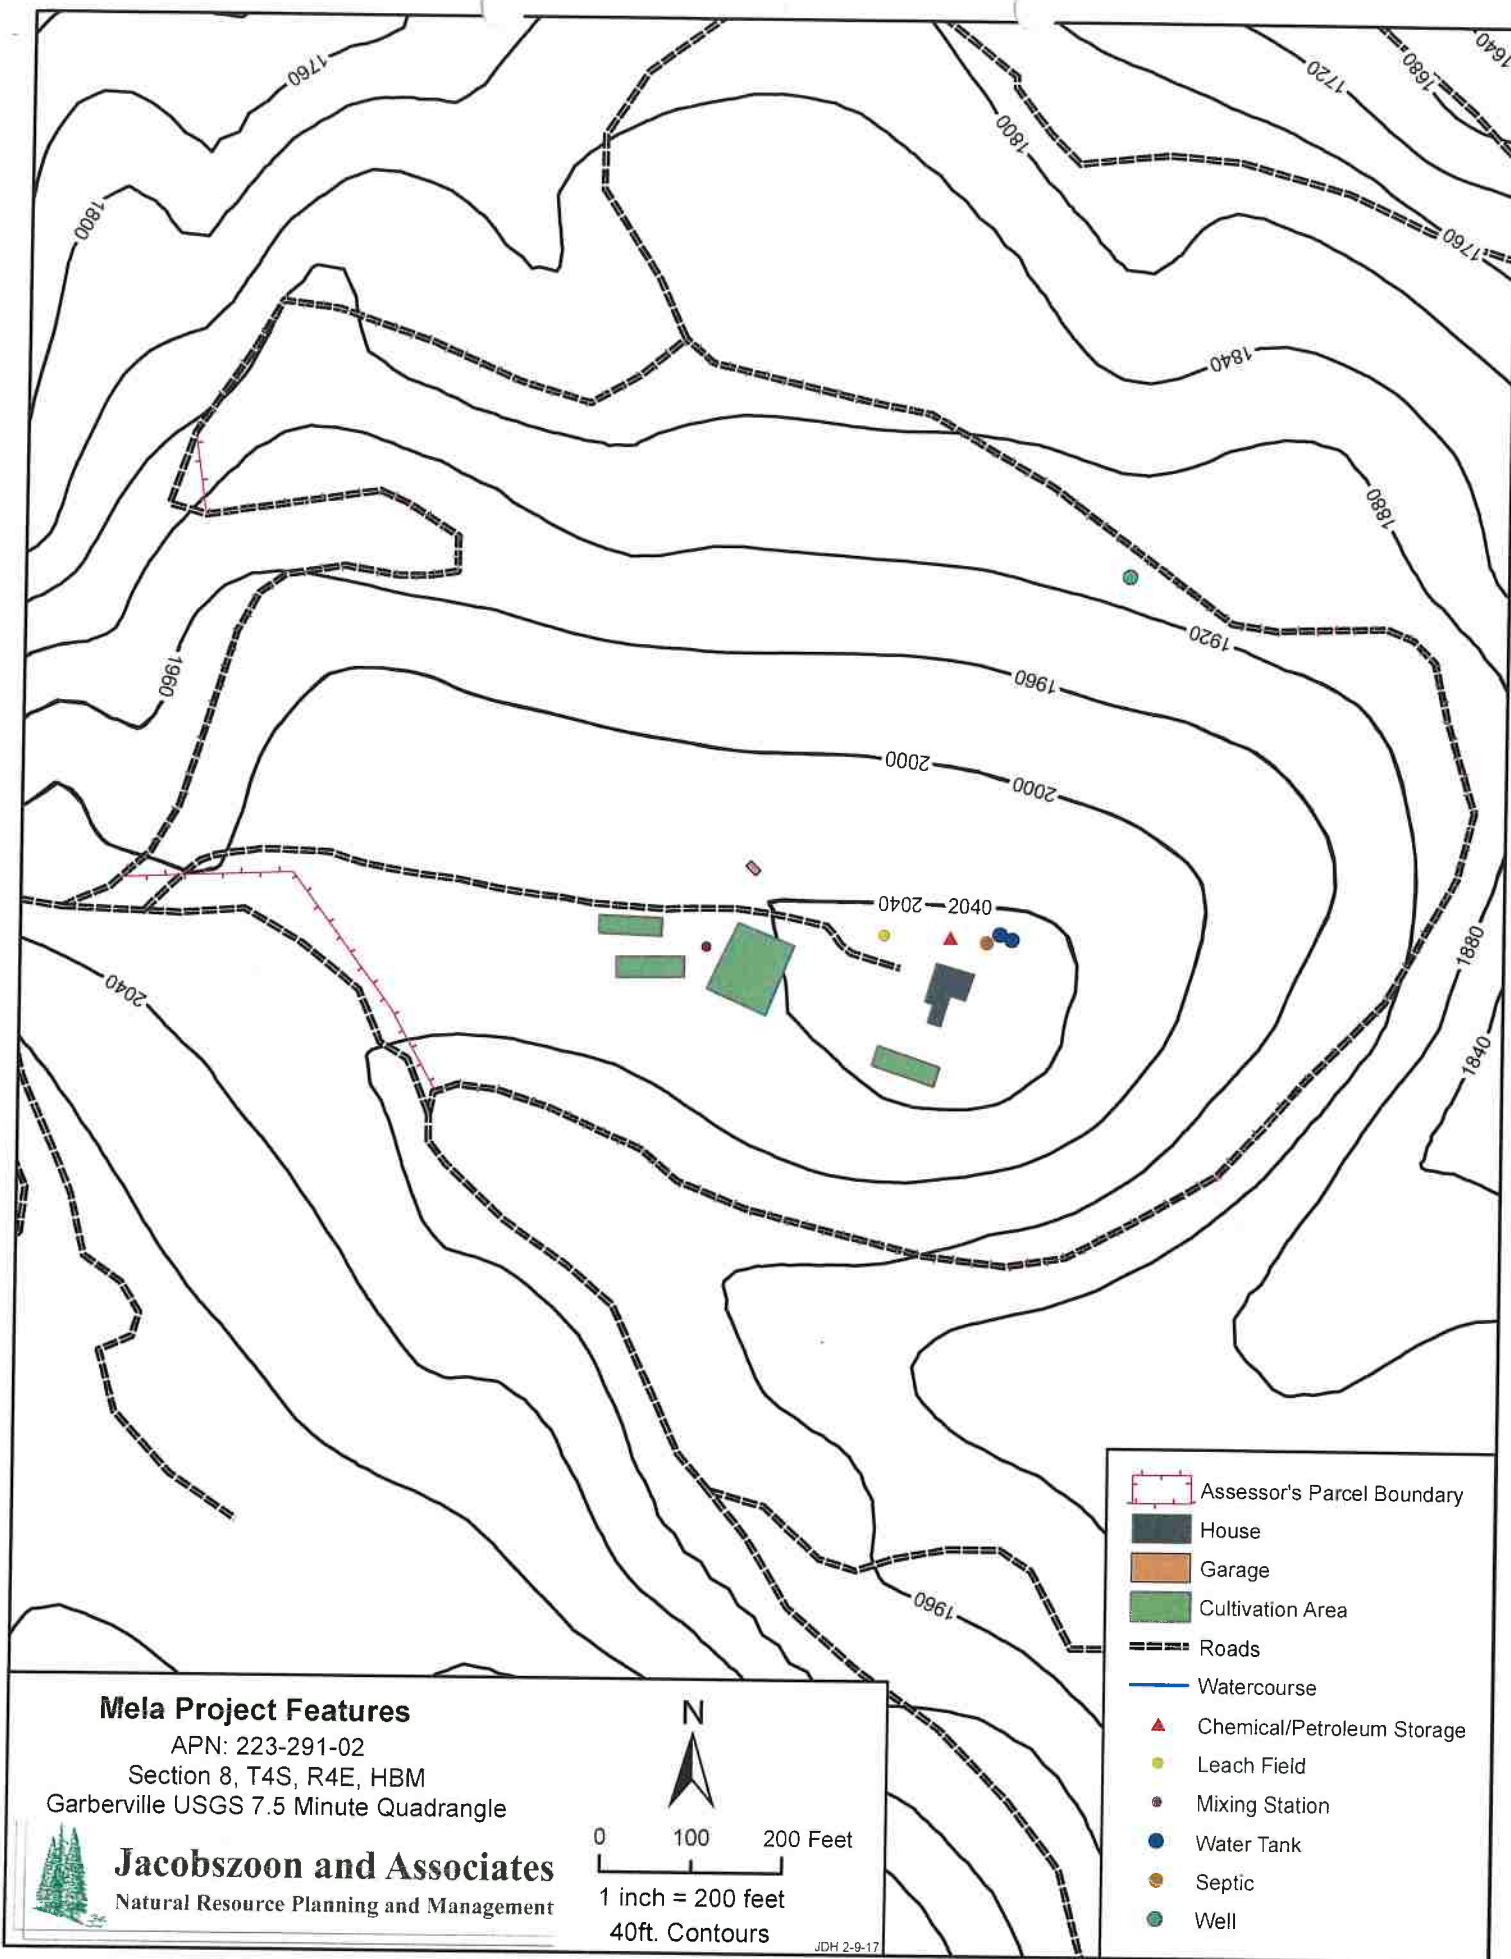 1760
1640
1720
1680
1800
1800
1760
1840
1880
1920
1960
1960
2000
2000
2040
2040
1880
2040
1840
1960
Assessor's Parcel Boundary
House
Garage
Cultivation Area
Roads
Watercourse
Chemical/Petroleum Storage
Leach Field
Mixing Station
Water Tank
Septic
Well
Mela Project Features
APN: 223-291-02
Section 8, T4S, R4E, HBM
Garberville USGS 7.5 Minute Quadrangle
Jacobszoon and Associates
Natural Resource Planning and Management
N
0 100 200 Feet
1 inch = 200 feet
40ft. Contours
JDH 2-9-17